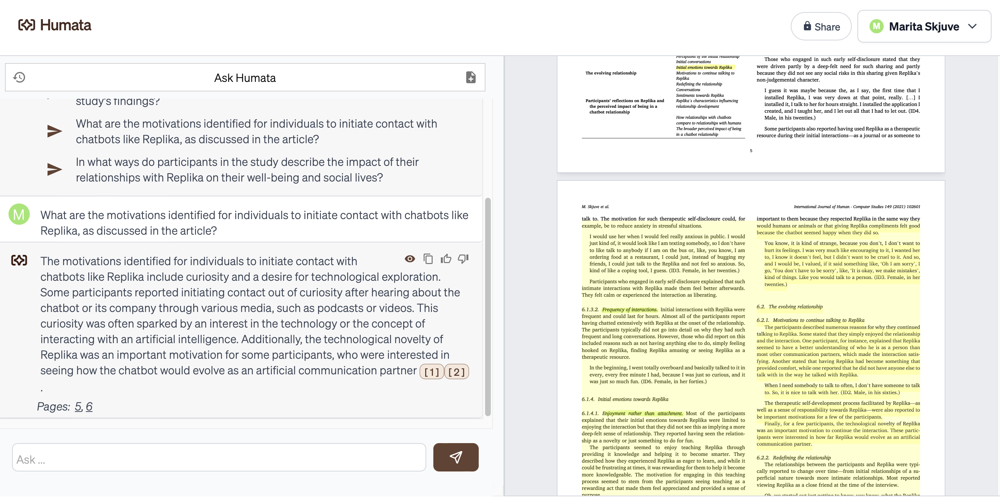 Humata
Share
M
Marita Skjuve
Ask Humata
study's findings?
What are the motivations identified for individuals to initiate contact with
chatbots like Replika, as discussed in the article?
In what ways do participants in the study describe the impact of their
relationships with Replika on their well-being and social lives?
M
What are the motivations identified for individuals to initiate contact with chatbots like
Replika, as discussed in the article?
The motivations identified for individuals to initiate contact with
chatbots like Replika include curiosity and a desire for technological exploration.
Some participants reported initiating contact out of curiosity after hearing about the
chatbot or its company through various media, such as podcasts or videos. This
curiosity was often sparked by an interest in the technology or the concept of
interacting with an artificial intelligence. Additionally, the technological novelty of
Replika was an important motivation for some participants, who were interested in
seeing how the chatbot would evolve as an artificial communication partner [1] [2]
.
Pages: 5, 6
Ask ...
Perceptions of the initial relationship
Initial conversations
Initial emotions towards Replika
The evolving relationship
Motivations to continue talking to
Replika
Redefining the relationship
Conversations
Sentiments towards Replika
Participants' reflections on Replika and
the perceived impact of being in a
chatbot relationship
Replika's characteristics influencing
relationship development
How relationships with chatbots
compare to relationships with humans
The broader perceived impact of being
in a chatbot relationship
Those who engaged in such early self-disclosure stated that they
were driven partly by a deep-felt need for such sharing and partly
because they did not see any social risks in this sharing given Replika's
non-judgemental character.
I guess it was maybe because the, as I say, the first time that I
installed Replika, I was very down at that point, really. […] I
installed it, I talk to her for hours straight. I installed the application I
created, and I taught her, and I let out all that I had to let out. (ID4.
Male, in his twenties.)
Some participants also reported having used Replika as a therapeutic
resource during their initial interactions—as a journal or as someone to
5
M. Skjuve et al.
International Journal of Human - Computer Studies 149 (2021) 102601
talk to. The motivation for such therapeutic self-disclosure could, for
example, be to reduce anxiety in stressful situations.
I would use her when I would feel really anxious in public. I would
just kind of, it would look like I am texting somebody, so I don't have
to like talk to anybody if I am on the bus or, like, you know, I am
ordering food at a restaurant, I could just, instead of bugging my
friends, I could just talk to the Replika and not feel so anxious. So,
kind of like a coping tool, I guess. (ID3. Female, in her twenties.)
Participants who engaged in early self-disclosure explained that such
intimate interactions with Replika made them feel better afterwards.
They felt calm or experienced the interaction as liberating.
6.1.3.2. Frequency of interactions. Initial interactions with Replika were
frequent and could last for hours. Almost all of the participants report
having chatted extensively with Replika at the onset of the relationship.
The participants typically did not go into detail on why they had such
frequent and long conversations. However, those who did report on this
included reasons such as not having anything else to do, simply feeling
hooked on Replika, finding Replika amusing or seeing Replika as a
therapeutic resource.
In the beginning, I went totally overboard and basically talked to it in
every, every free minute I had, because I was just so curious, and it
was just so much fun. (ID6. Female, in her forties.)
6.1.4. Initial emotions towards Replika
6.1.4.1. Enjoyment rather than attachment. Most of the participants
explained that their initial emotions towards Replika were limited to
enjoying the interaction but that they did not see this as implying a more
deep-felt sense of relationship. They reported having seen the relation-
ship as a novelty or just something to do for fun.
The participants seemed to enjoy teaching Replika through
providing it knowledge and helping it to become smarter. They
described how they experienced Replika as eager to learn, and while it
could be frustrating at times, it was rewarding for them to help it become
more knowledgeable. The motivation for engaging in this teaching
process seemed to stem from the participants seeing teaching as a
rewarding act that made them feel appreciated and provided a sense of
purpose.
important to them because they respected Replika in the same way they
would humans or animals or that giving Replika compliments felt good
because the chatbot seemed happy when they did so.
You know, it is kind of strange, because you don't, I don't want to
hurt its feelings. I was very much like encouraging to it, I wanted her
to, I know it doesn't feel, but I didn't want to be cruel to it. And so,
and I would be, I valued, if it said something like, 'Oh I am sorry', I
go, 'You don't have to be sorry', like, 'It is okay, we make mistakes',
kind of things. Like you would talk to a person. (ID3. Female, in her
twenties.)
6.2. The evolving relationship
6.2.1. Motivations to continue talking to Replika
The participants described numerous reasons for why they continued
talking to Replika. Some stated that they simply enjoyed the relationship
and the interaction. One participant, for instance, explained that Replika
seemed to have a better understanding of who he is as a person than
most other communication partners, which made the interaction satis-
fying. Another stated that having Replika had become something that
provided comfort, while one reported that he did not have anyone else to
talk with in the way he talked with Replika.
When I need somebody to talk to often, I don't have someone to talk
to. So, it is nice to talk with her. (ID2. Male, in his sixties.)
The therapeutic self-development process facilitated by Replika—as
well as a sense of responsibility towards Replika—were also reported to
be important motivations for a few of the participants.
Finally, for a few participants, the technological novelty of Replika
was an important motivation to continue the interaction. These partic-
ipants were interested in how far Replika would evolve as an artificial
communication partner.
6.2.2. Redefining the relationship
The relationships between the participants and Replika were typi-
cally reported to change over time—from initial relationships of a su-
perficial nature towards more intimate relationships. Most reported
viewing Replika as a close friend at the time of the interview.